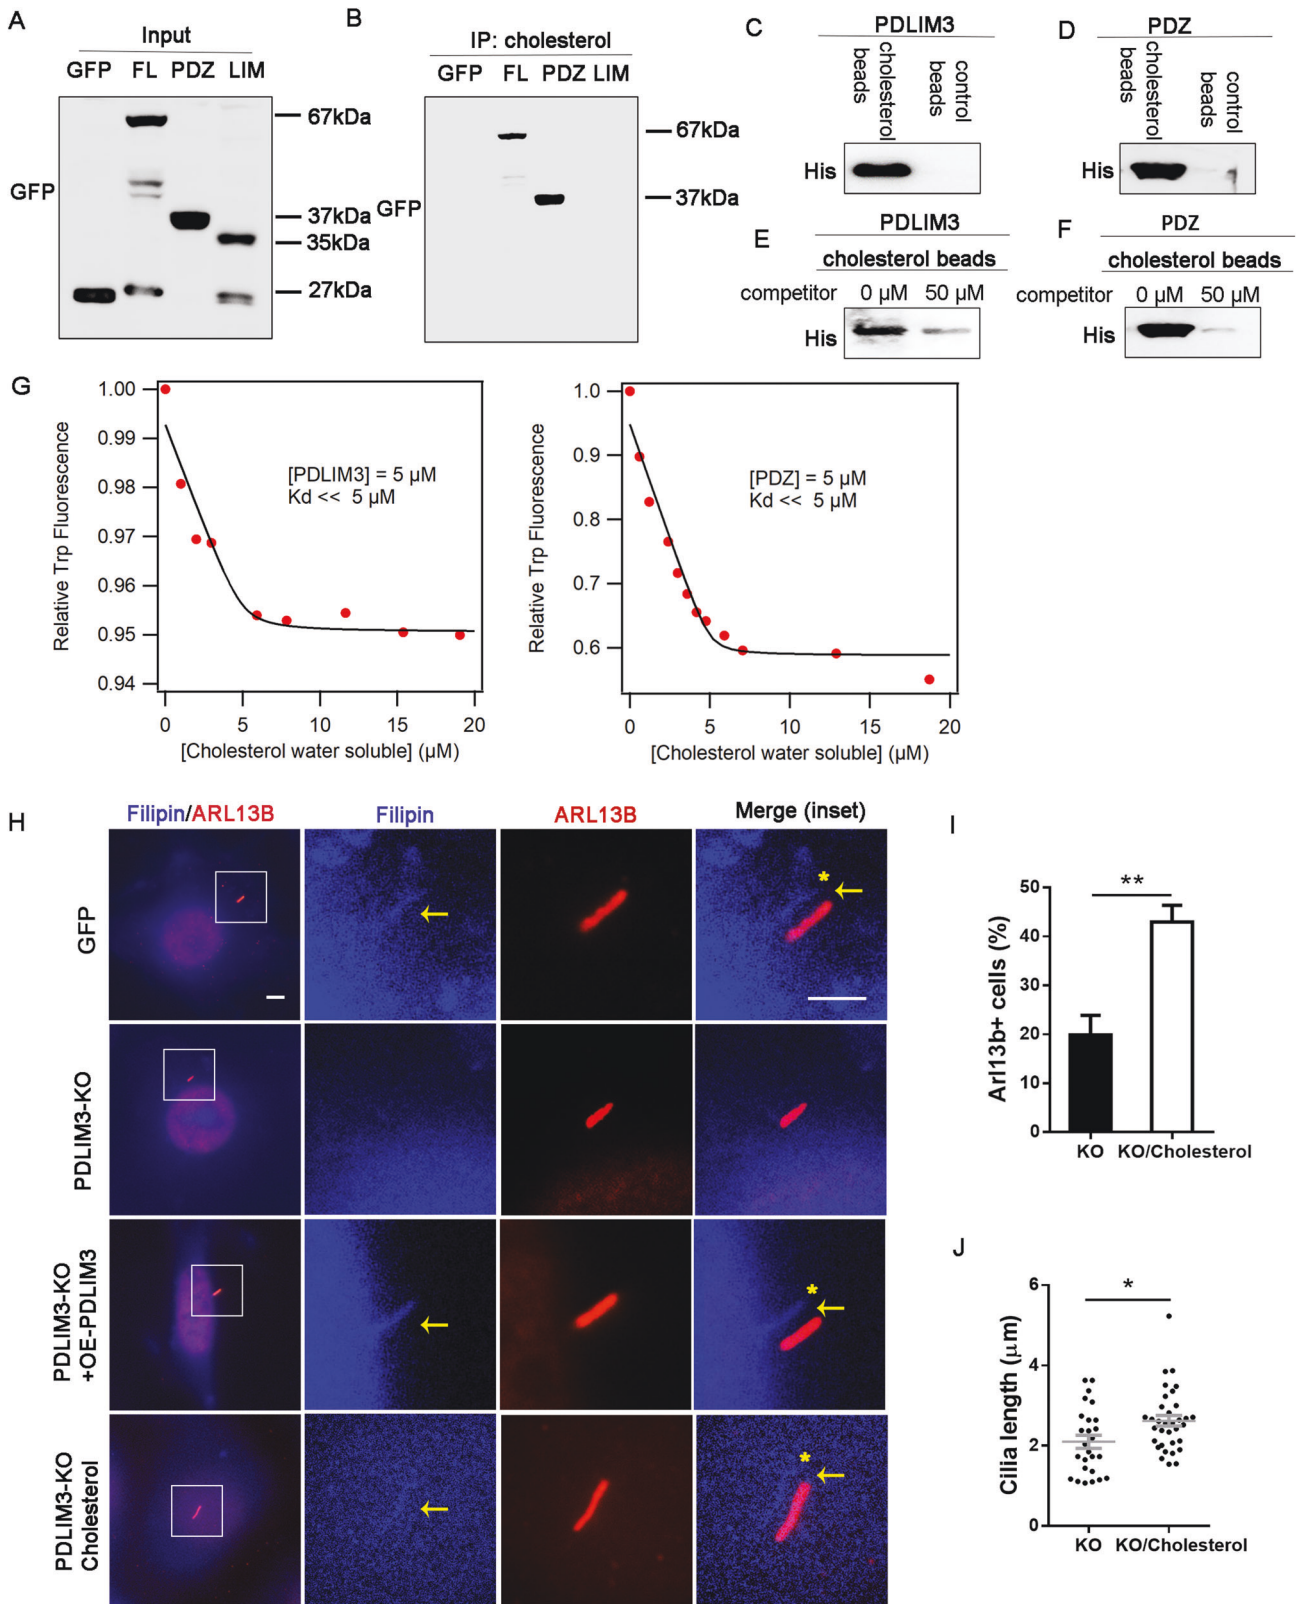 A
Input
GFP FL PDZ LIM
GFP
67kDa
37kDa
35kDa
27kDa
B
IP: cholesterol
GFP FL PDZ LIM
GFP
67kDa
37kDa
C
PDLIM3
cholesterol
beads
control
beads
His
D
PDZ
cholesterol
beads
control
beads
His
E
PDLIM3
cholesterol beads
competitor 0 µM 50 µM
His
F
PDZ
cholesterol beads
competitor 0 µM 50 µM
His
G
Relative Trp Fluorescence
1.00
0.99
0.98
0.97
0.96
0.95
0.94
[PDLIM3] = 5 µM
Kd << 5 µM
0 5 10 15 20
[Cholesterol water soluble] (µM)
Relative Trp Fluorescence
1.0
0.9
0.8
0.7
0.6
[PDZ] = 5 µM
Kd << 5 µM
0 5 10 15 20
[Cholesterol water soluble] (µM)
H
Filipin/ARL13B Filipin ARL13B Merge (inset)
GFP
*
PDLIM3-KO
PDLIM3-KO
+OE-PDLIM3
*
PDLIM3-KO
Cholesterol
*
I
Arl13b+ cells (%)
50
40
30
20
10
0
**
KO KO/Cholesterol
J
Cilia length (µm)
6
4
2
0
*
KO KO/Cholesterol